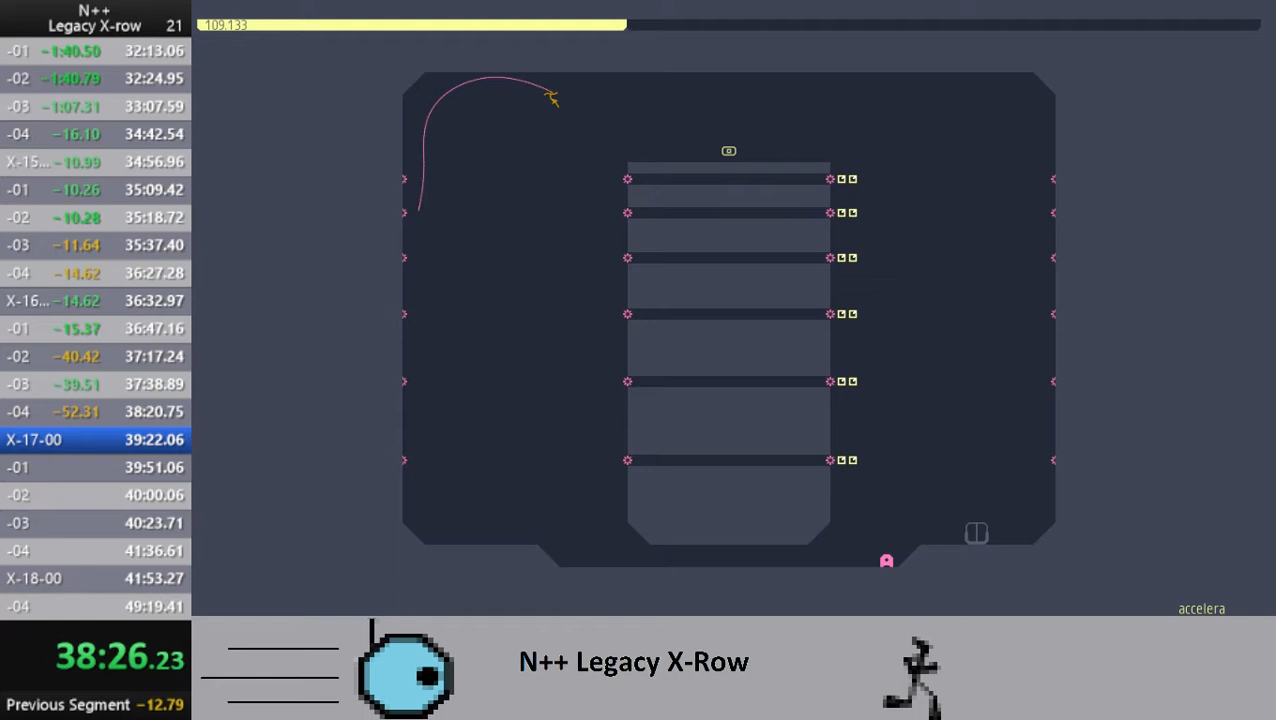 N++
Legacy X-row 21
-01 -1:40.50 32:13.06
-02 -1:40.79 32:24.95
-03 -1:07.31 33:07.59
-04 -16.10 34:42.54
X-15... -10.99 34:56.96
-01 -10.26 35:09.42
-02 -10.28 35:18.72
-03 -11.64 35:37.40
-04 -14.62 36:27.28
X-16... -14.62 36:32.97
-01 -15.37 36:47.16
-02 -40.42 37:17.24
-03 -39.51 37:38.89
-04 -52.31 38:20.75
X-17-00 39:22.06
-01 39:51.06
-02 40:00.06
-03 40:23.71
-04 41:36.61
X-18-00 41:53.27
-04 49:19.41
38:26.23
Previous Segment -12.79
109.133
accelera
N++ Legacy X-Row